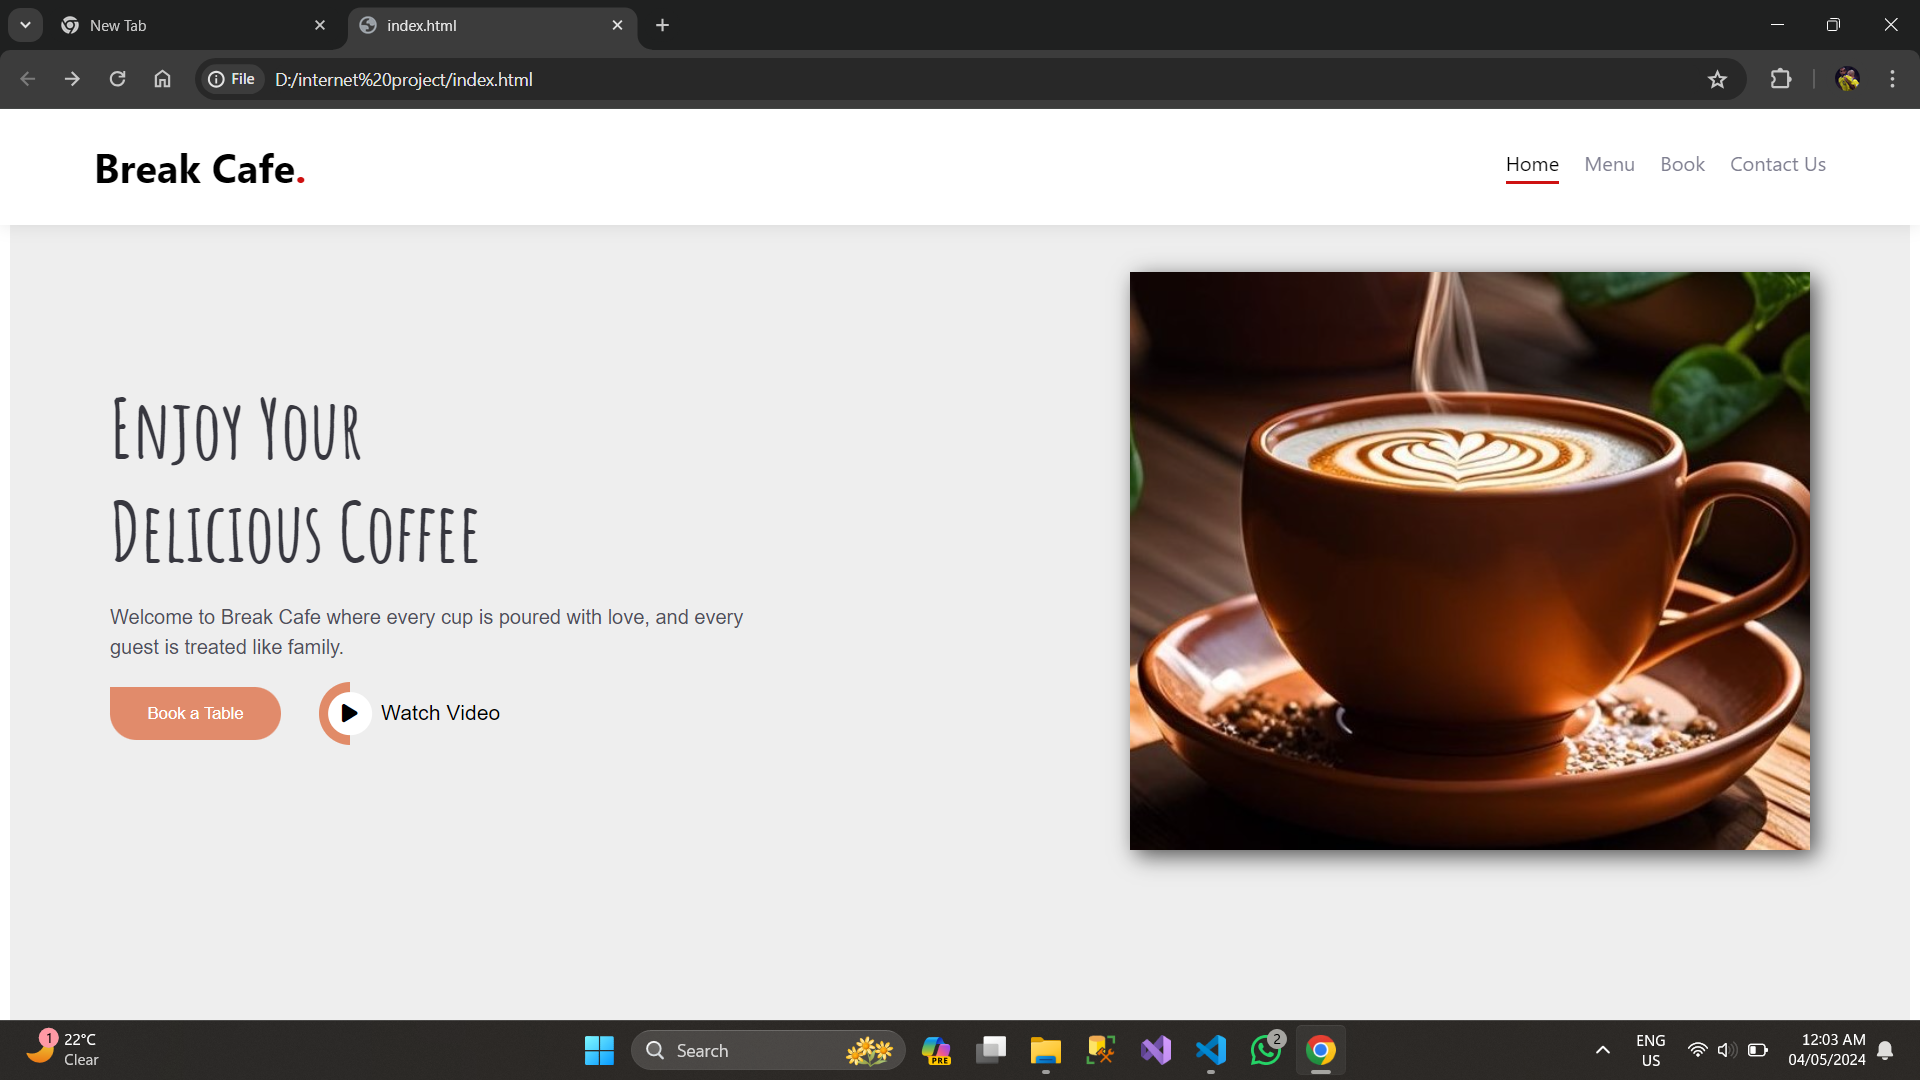 New Tab
index.html
File
D:/internet%20project/index.html
Break Cafe.
Home Menu Book Contact Us
Enjoy Your
Delicious Coffee
Welcome to Break Cafe where every cup is poured with love, and every
guest is treated like family.
Book a Table
Watch Video
1
22°C
Clear
Search
PRE
2
ENG
US
12:03 AM
04/05/2024